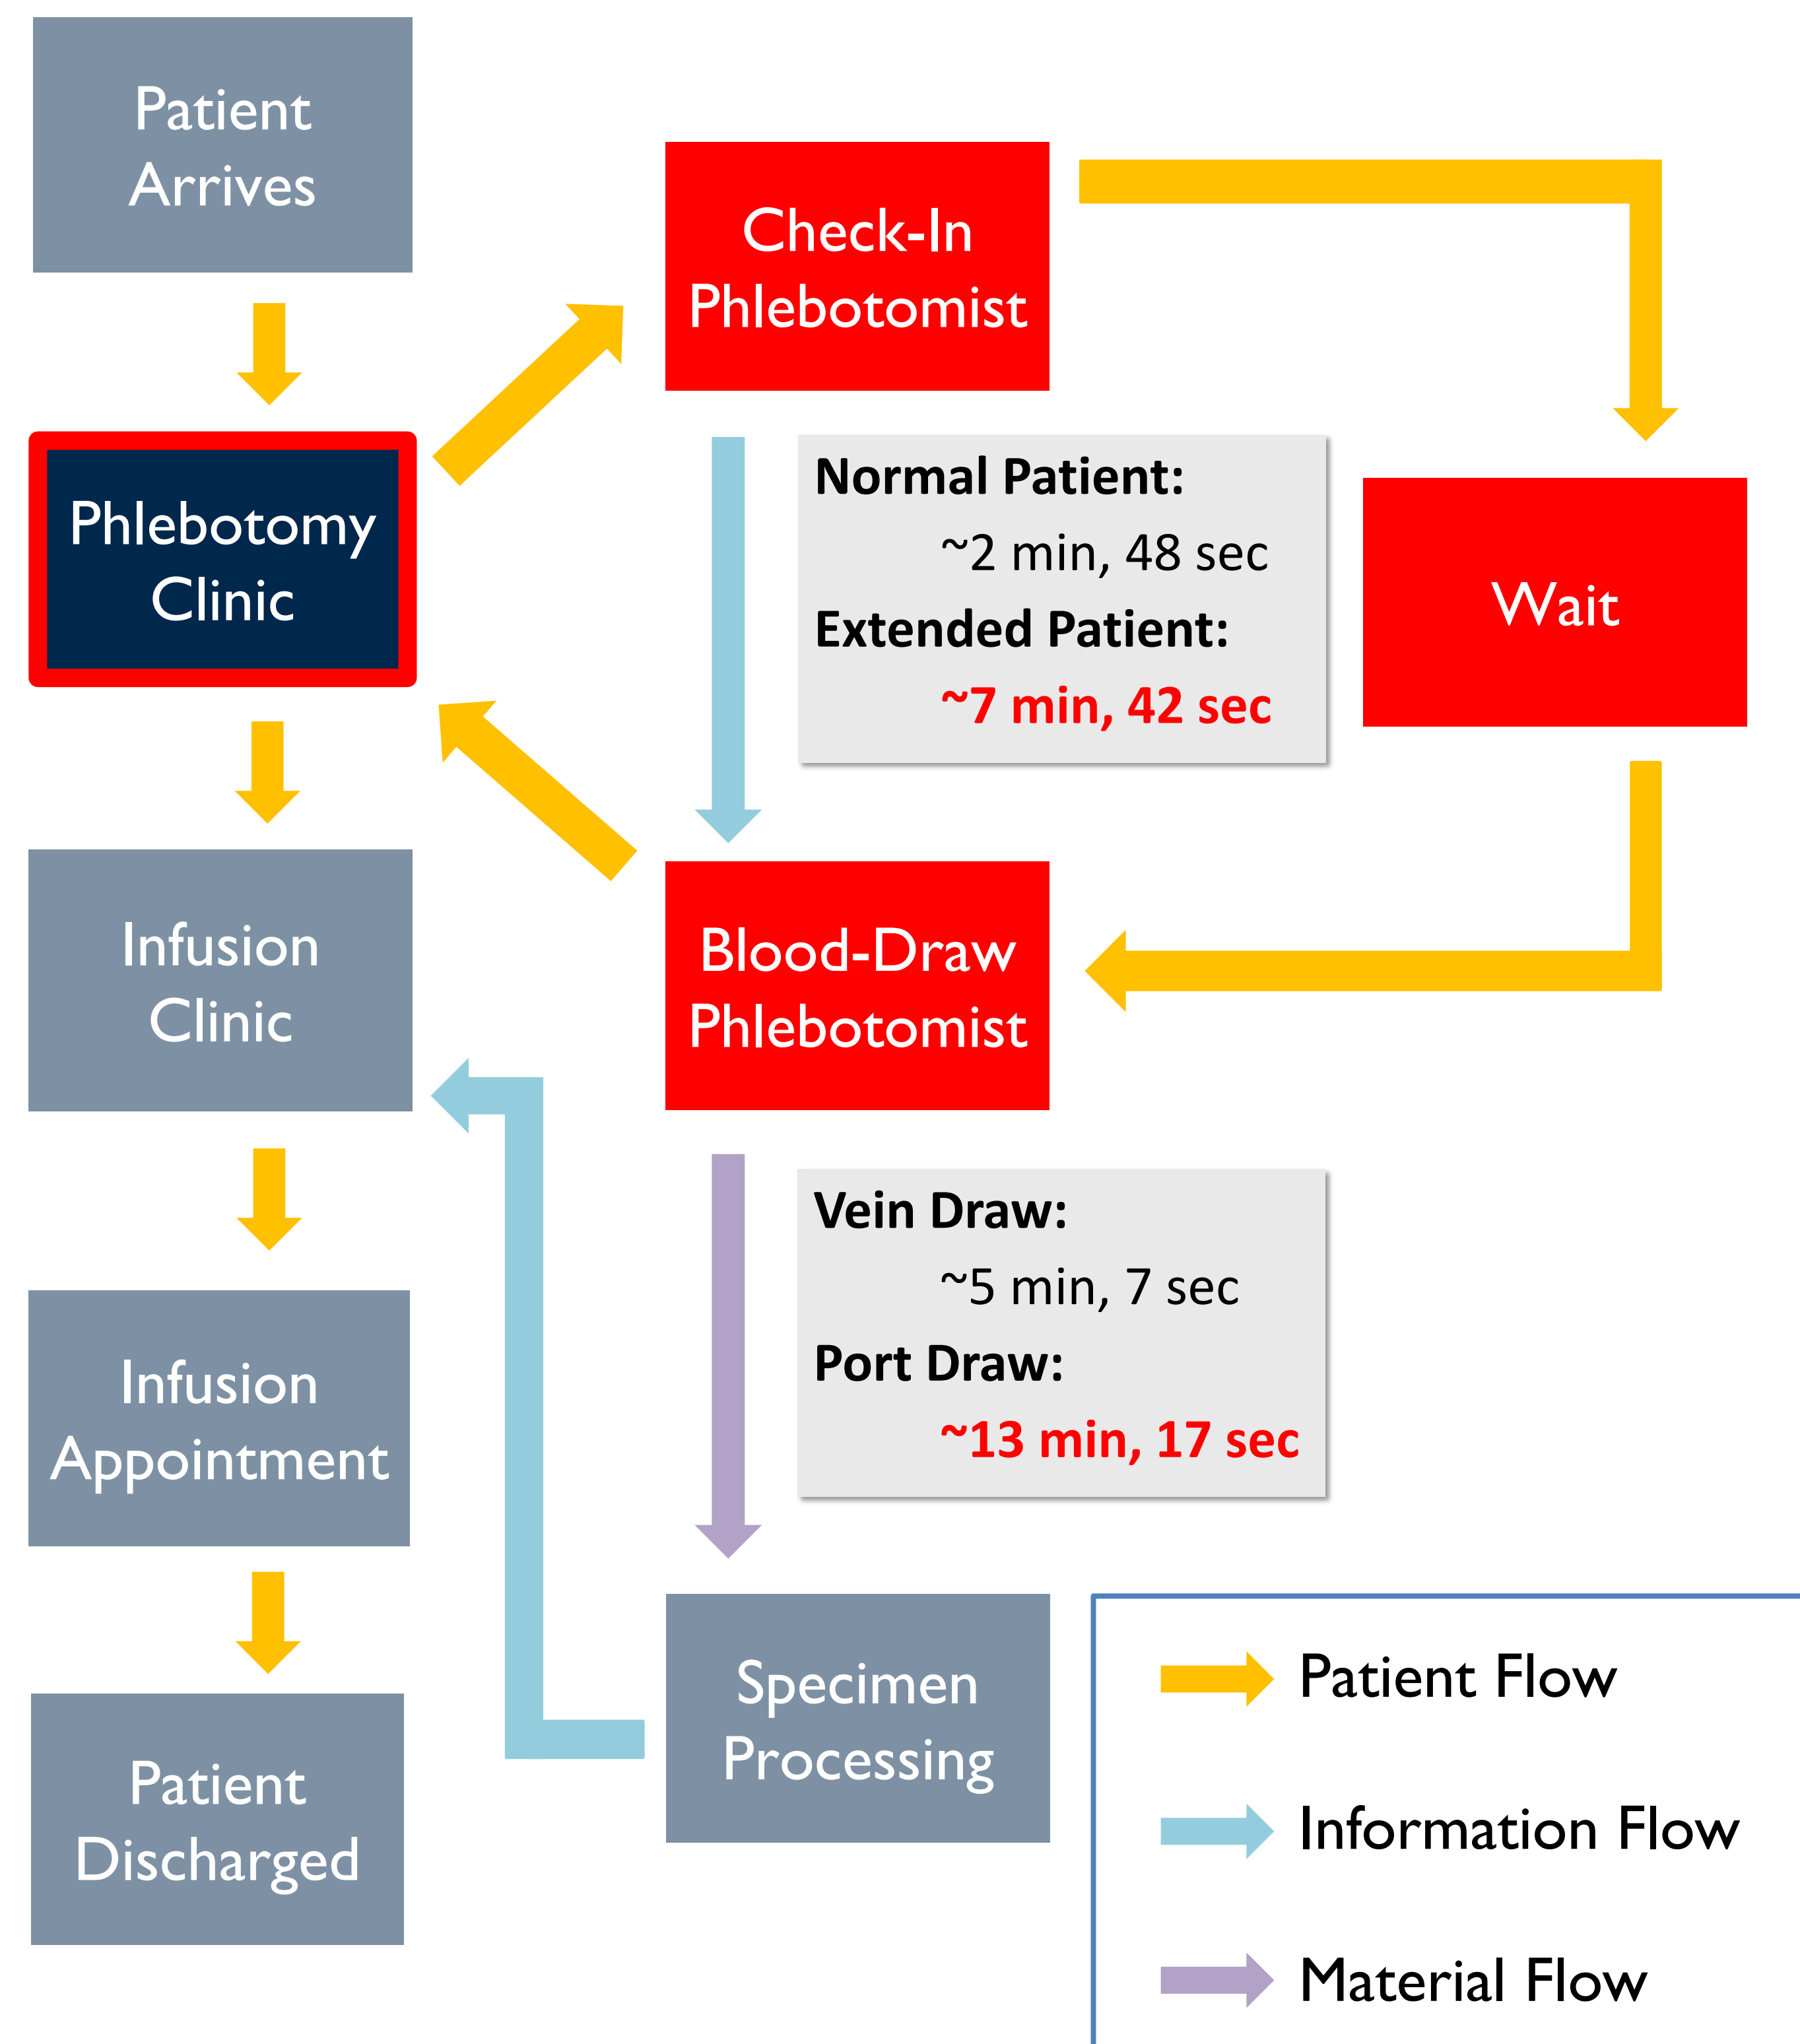 Patient
Arrives
Check-In
Phlebotomist
Phlebotomy
Clinic
Normal Patient:
~2 min, 48 sec
Extended Patient:
~7 min, 42 sec
Wait
Infusion
Clinic
Blood-Draw
Phlebotomist
Vein Draw:
~5 min, 7 sec
Port Draw:
~13 min, 17 sec
Infusion
Appointment
Specimen
Processing
Patient
Discharged
Patient Flow
Information Flow
Material Flow